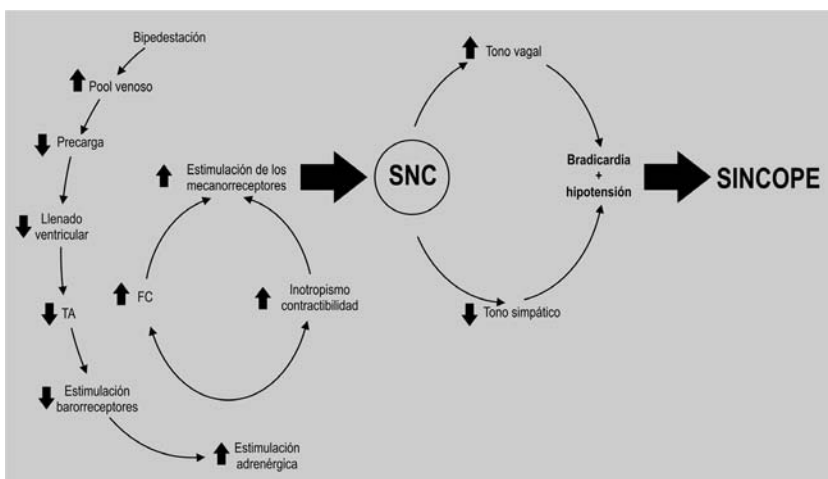 Bipedestación
Pool venoso
Precarga
Llenado
ventricular
TA
Estimulación
barorreceptores
Estimulación
adrenérgica
FC
Inotropismo
contractibilidad
Estimulación de los
mecanorreceptores
SNC
Tono vagal
Tono simpático
Bradicardia
+
hipotensión
SINCOPE